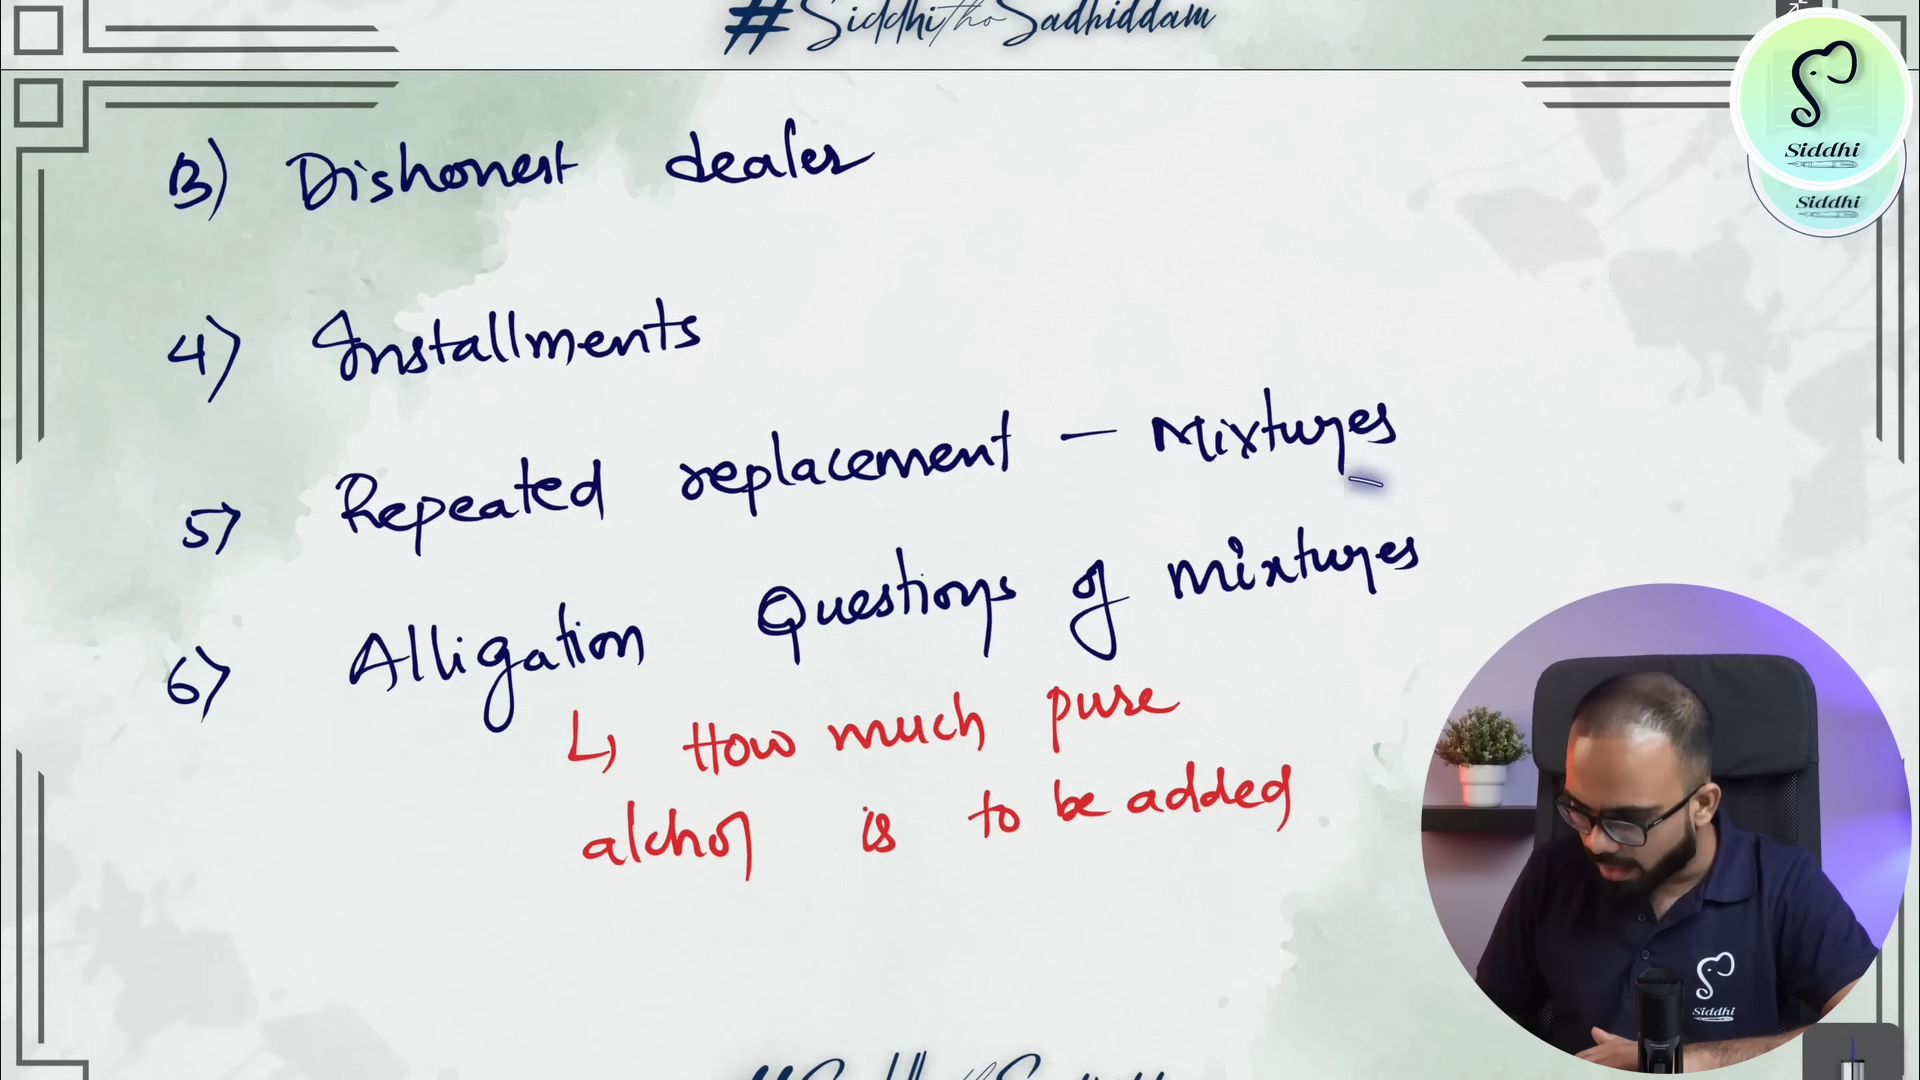 #SiddhithoSadhiddam
Siddhi
Siddhi
3) Dishonest dealer
4) Installments
5) Repeated replacement - Mixtures
6) Alligation Questions of mixtures
↳ How much pure
alchol is to be added
Siddhi